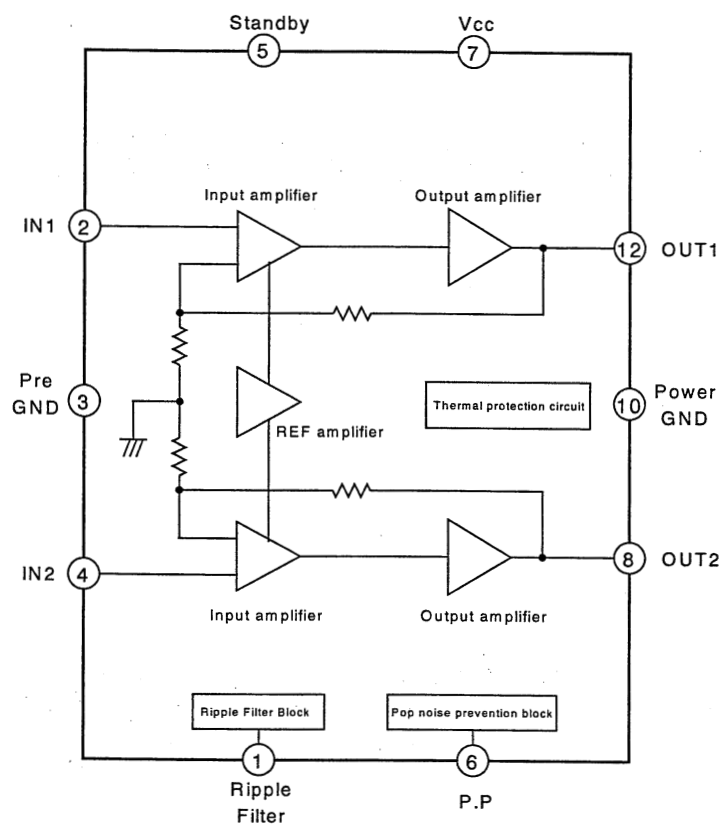 Standby
5
Vcc
7
Input amplifier
Output amplifier
IN1
2
12
OUT1
Pre
GND
3
Thermal protection circuit
10
Power
GND
REF amplifier
IN2
4
8
OUT2
Input amplifier
Output amplifier
Ripple Filter Block
Pop noise prevention block
1
6
Ripple
Filter
P.P